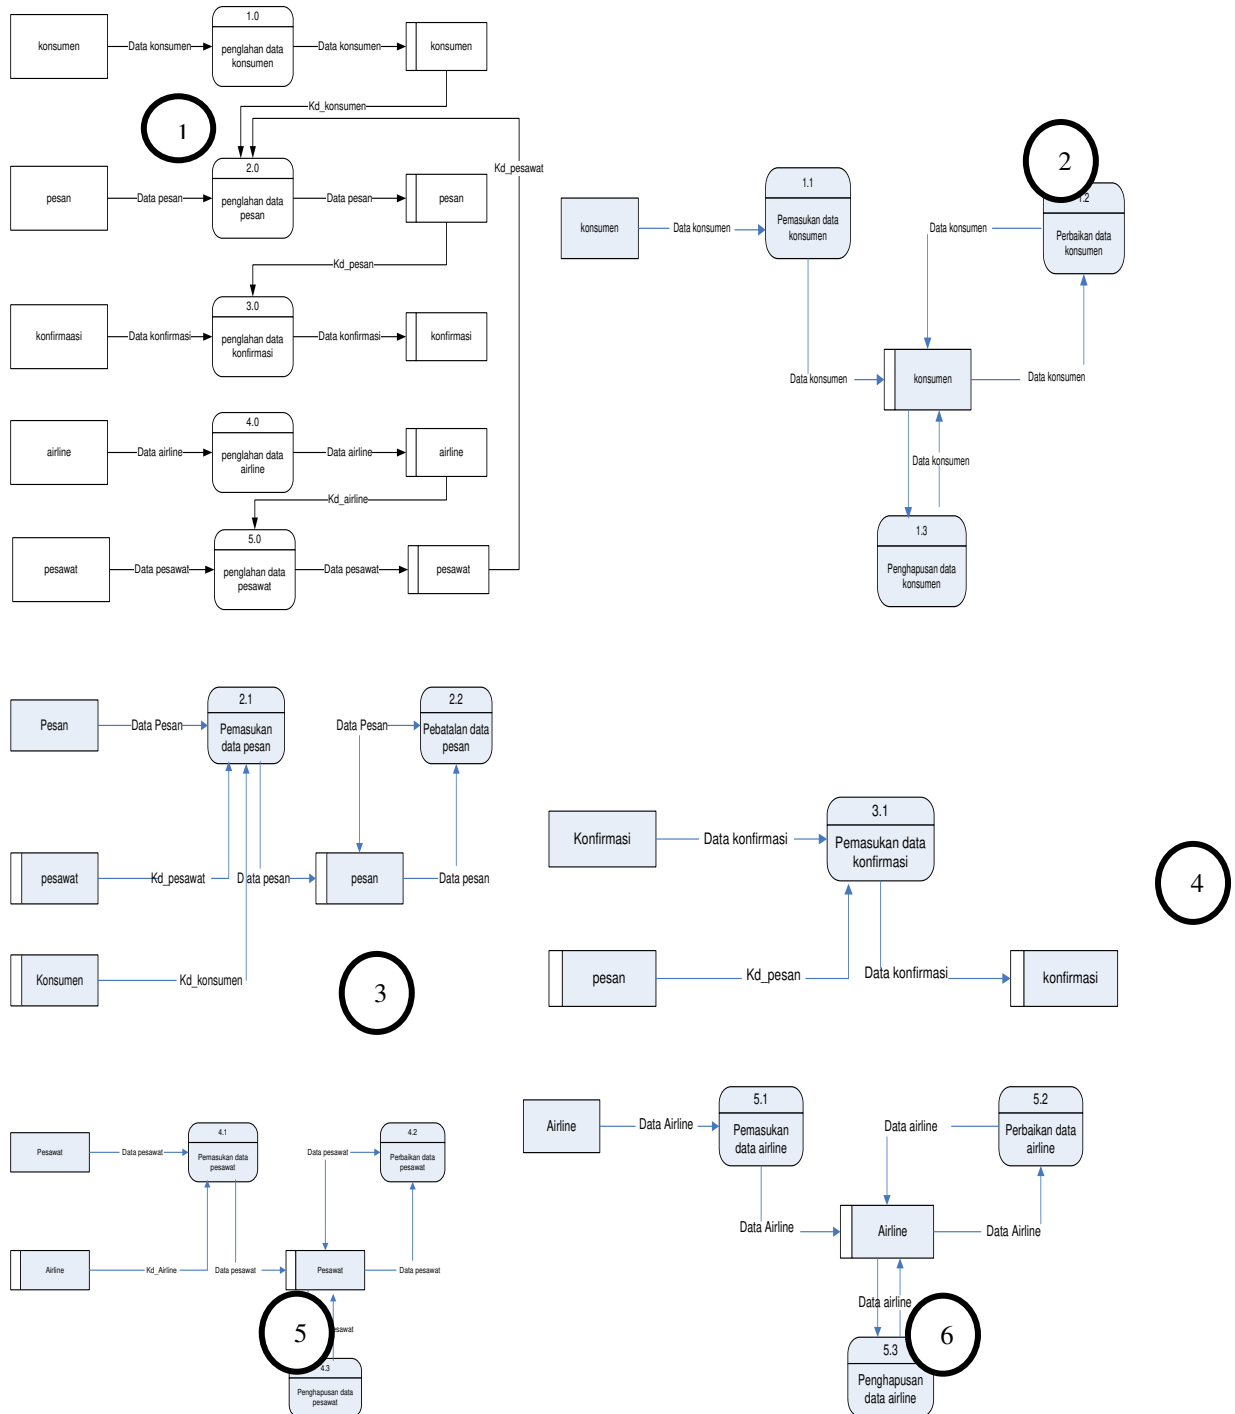 1.0
konsumen
Data konsumen
penglahan data
konsumen
Data konsumen
konsumen
Kd_konsumen
1
Kd_pesawat
2.0
pesan
Data pesan
penglahan data
pesan
Data pesan
pesan
Kd_pesan
3.0
konfirmaasi
Data konfirmasi
penglahan data
konfirmasi
Data konfirmasi
konfirmasi
4.0
airline
Data airline
penglahan data
airline
Data airline
airline
Kd_airline
5.0
pesawat
Data pesawat
penglahan data
pesawat
Data pesawat
pesawat
2
1.1
konsumen
Data konsumen
Pemasukan data
konsumen
1.2
Data konsumen
Perbaikan data
konsumen
Data konsumen
konsumen
Data konsumen
Data konsumen
1.3
Penghapusan data
konsumen
2.1
Pesan
Data Pesan
Pemasukan
data pesan
Data Pesan
2.2
Pebatalan data
pesan
pesawat
Kd_pesawat
Data pesan
pesan
Data pesan
Konsumen
Kd_konsumen
3
3.1
Konfirmasi
Data konfirmasi
Pemasukan data
konfirmasi
4
pesan
Kd_pesan
Data konfirmasi
konfirmasi
4.1
Pesawat
Data pesawat
Pemasukan data
pesawat
Data pesawat
4.2
Perbaikan data
pesawat
Airline
Kd_Airline
Data pesawat
Pesawat
Data pesawat
5
4.3
Penghapusan data
pesawat
5.1
Airline
Data Airline
Pemasukan
data airline
Data airline
5.2
Perbaikan data
airline
Data Airline
Airline
Data Airline
Data airline
6
5.3
Penghapusan
data airline